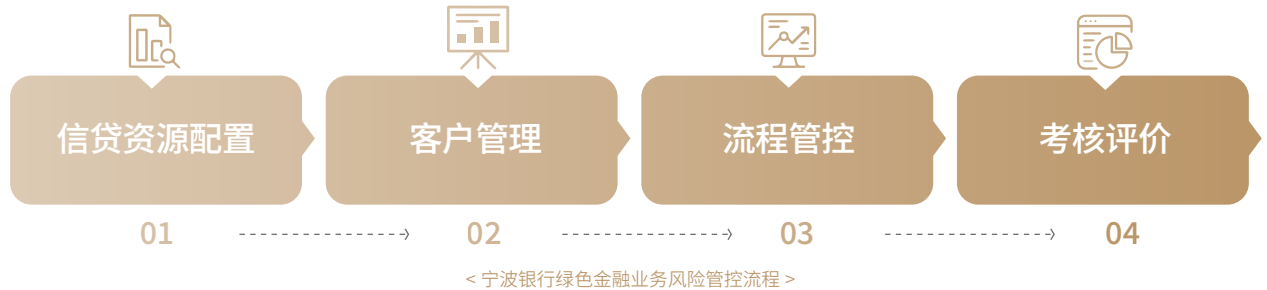 信贷资源配置
客户管理
流程管控
考核评价
01
02
03
04
< 宁波银行绿色金融业务风险管控流程 >